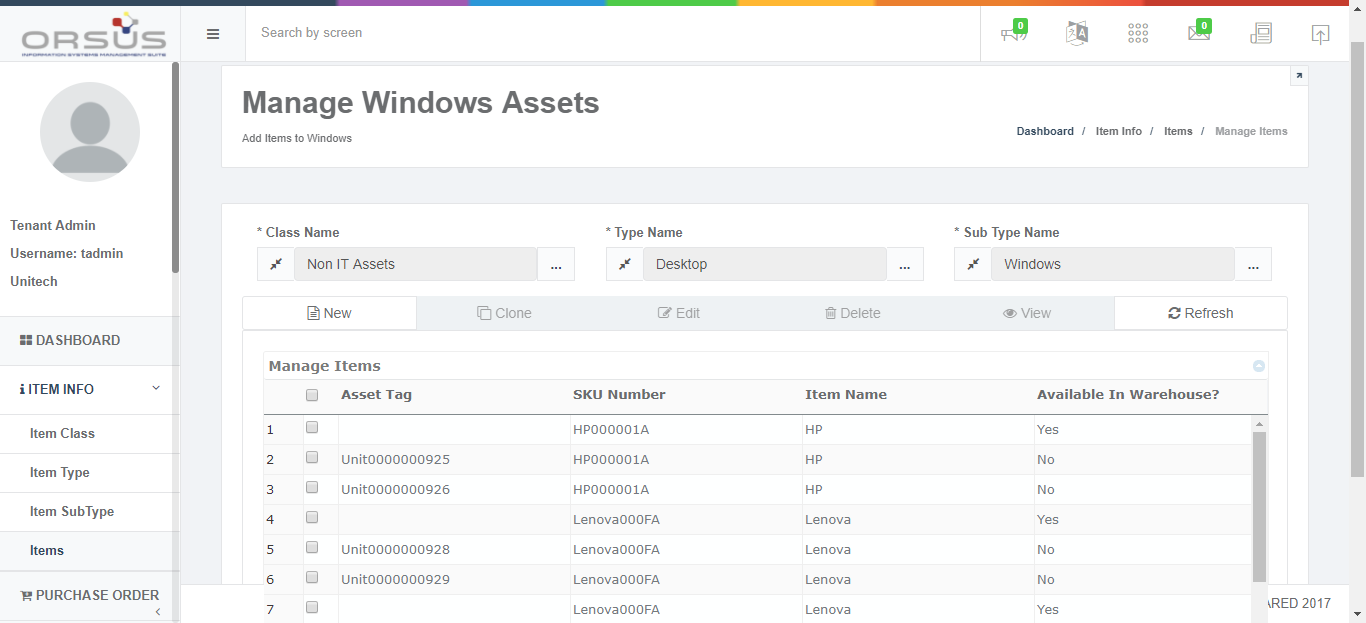 ORSUS
INFORMATION SYSTEMS MANAGEMENT SUITE
Search by screen
0
0
Tenant Admin
Username: tadmin
Unitech
DASHBOARD
ITEM INFO
Item Class
Item Type
Item SubType
Items
PURCHASE ORDER
Manage Windows Assets
Add Items to Windows
Dashboard / Item Info / Items / Manage Items
* Class Name
* Type Name
* Sub Type Name
Non IT Assets ...
Desktop ...
Windows ...
New Clone Edit Delete View Refresh
Manage Items
Asset Tag SKU Number Item Name Available In Warehouse?
1 HP000001A HP Yes
2 Unit0000000925 HP000001A HP No
3 Unit0000000926 HP000001A HP No
4 Lenova000FA Lenova Yes
5 Unit0000000928 Lenova000FA Lenova No
6 Unit0000000929 Lenova000FA Lenova No
7 Lenova000FA Lenova Yes
ARED 2017